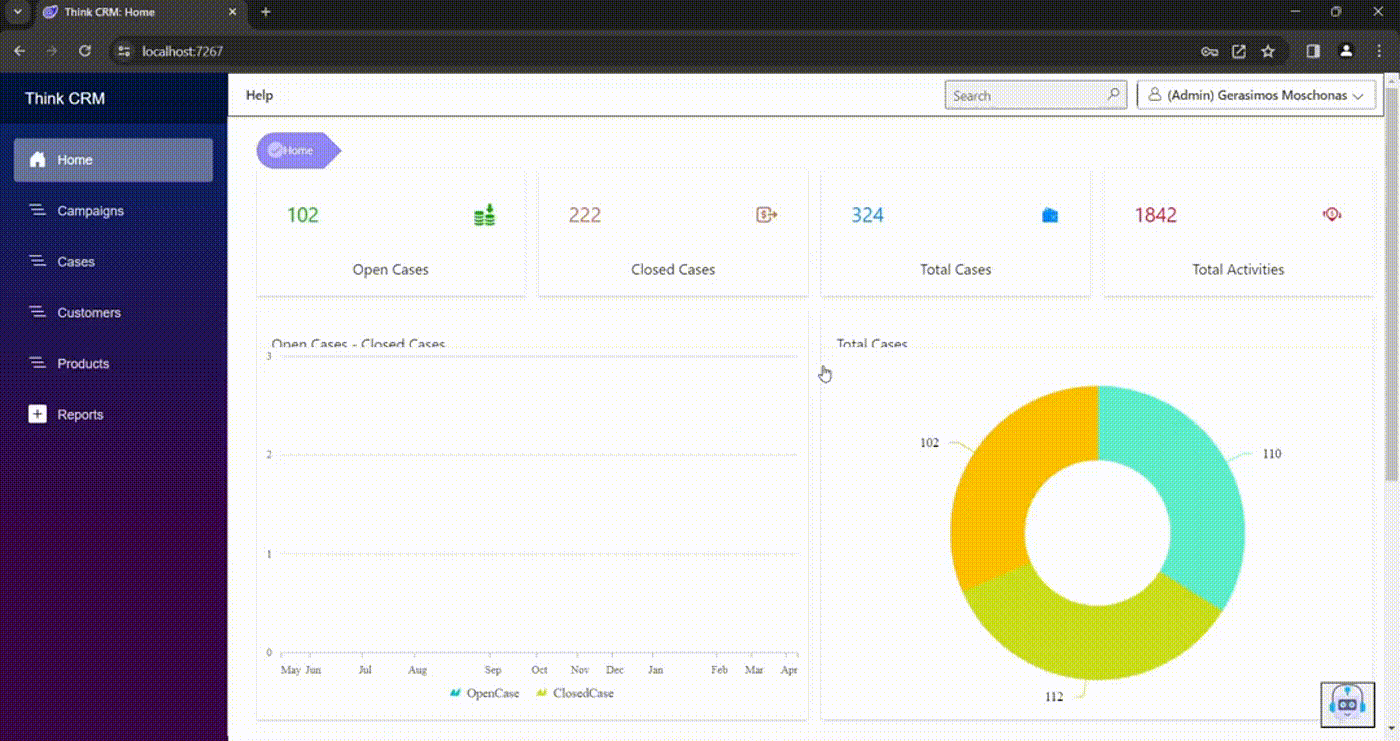 Think CRM: Home
localhost:7267
Think CRM
Help
Search
(Admin) Gerasimos Moschonas
Home
Campaigns
Cases
Customers
Products
Reports
Home
102
222
324
1842
Open Cases
Closed Cases
Total Cases
Total Activities
Open Cases - Closed Cases
3
2
1
0
May Jun Jul Aug Sep Oct Nov Dec Jan Feb Mar Apr
OpenCase ClosedCase
Total Cases
102
110
112